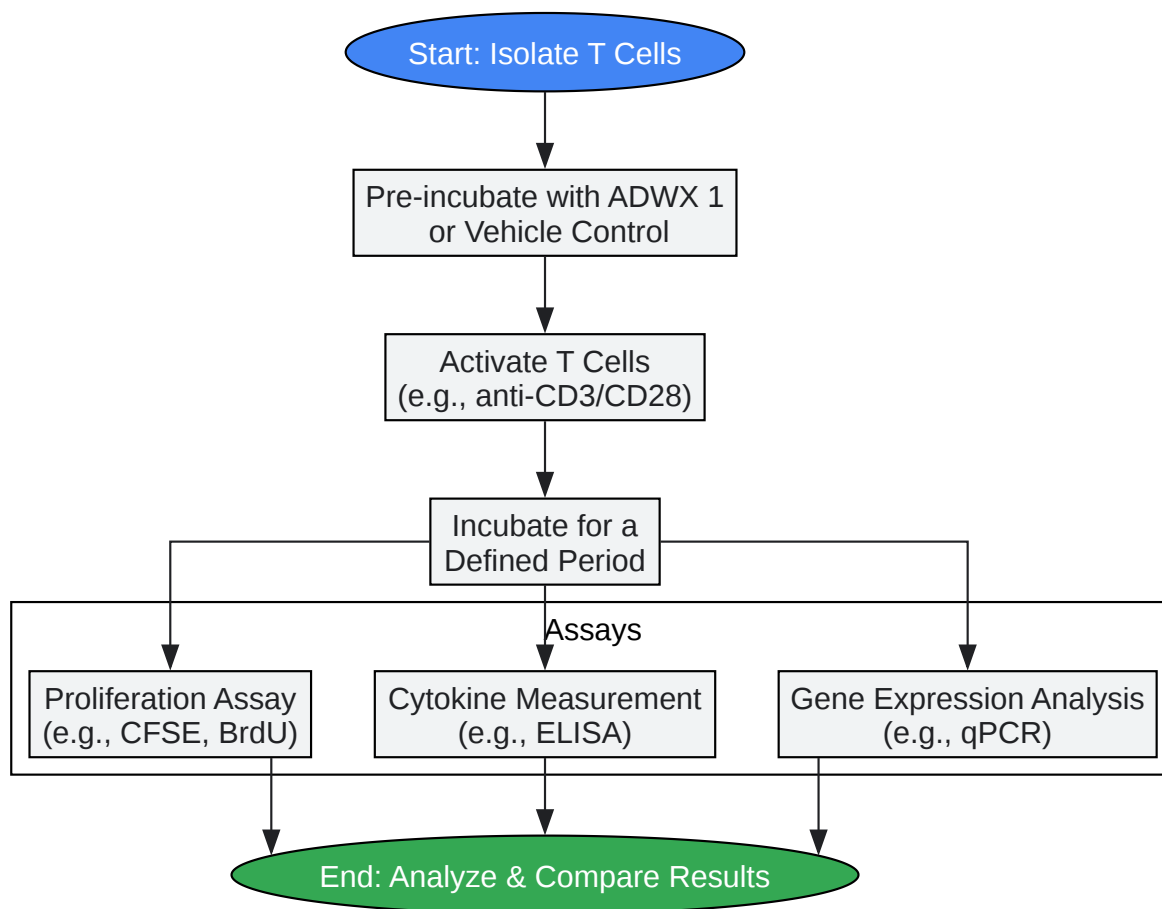 Start: Isolate T Cells
Pre-incubate with ADWX 1
or Vehicle Control
Activate T Cells
(e.g., anti-CD3/CD28)
Incubate for a
Defined Period
Assays
Proliferation Assay
(e.g., CFSE, BrdU)
Cytokine Measurement
(e.g., ELISA)
Gene Expression Analysis
(e.g., qPCR)
End: Analyze & Compare Results